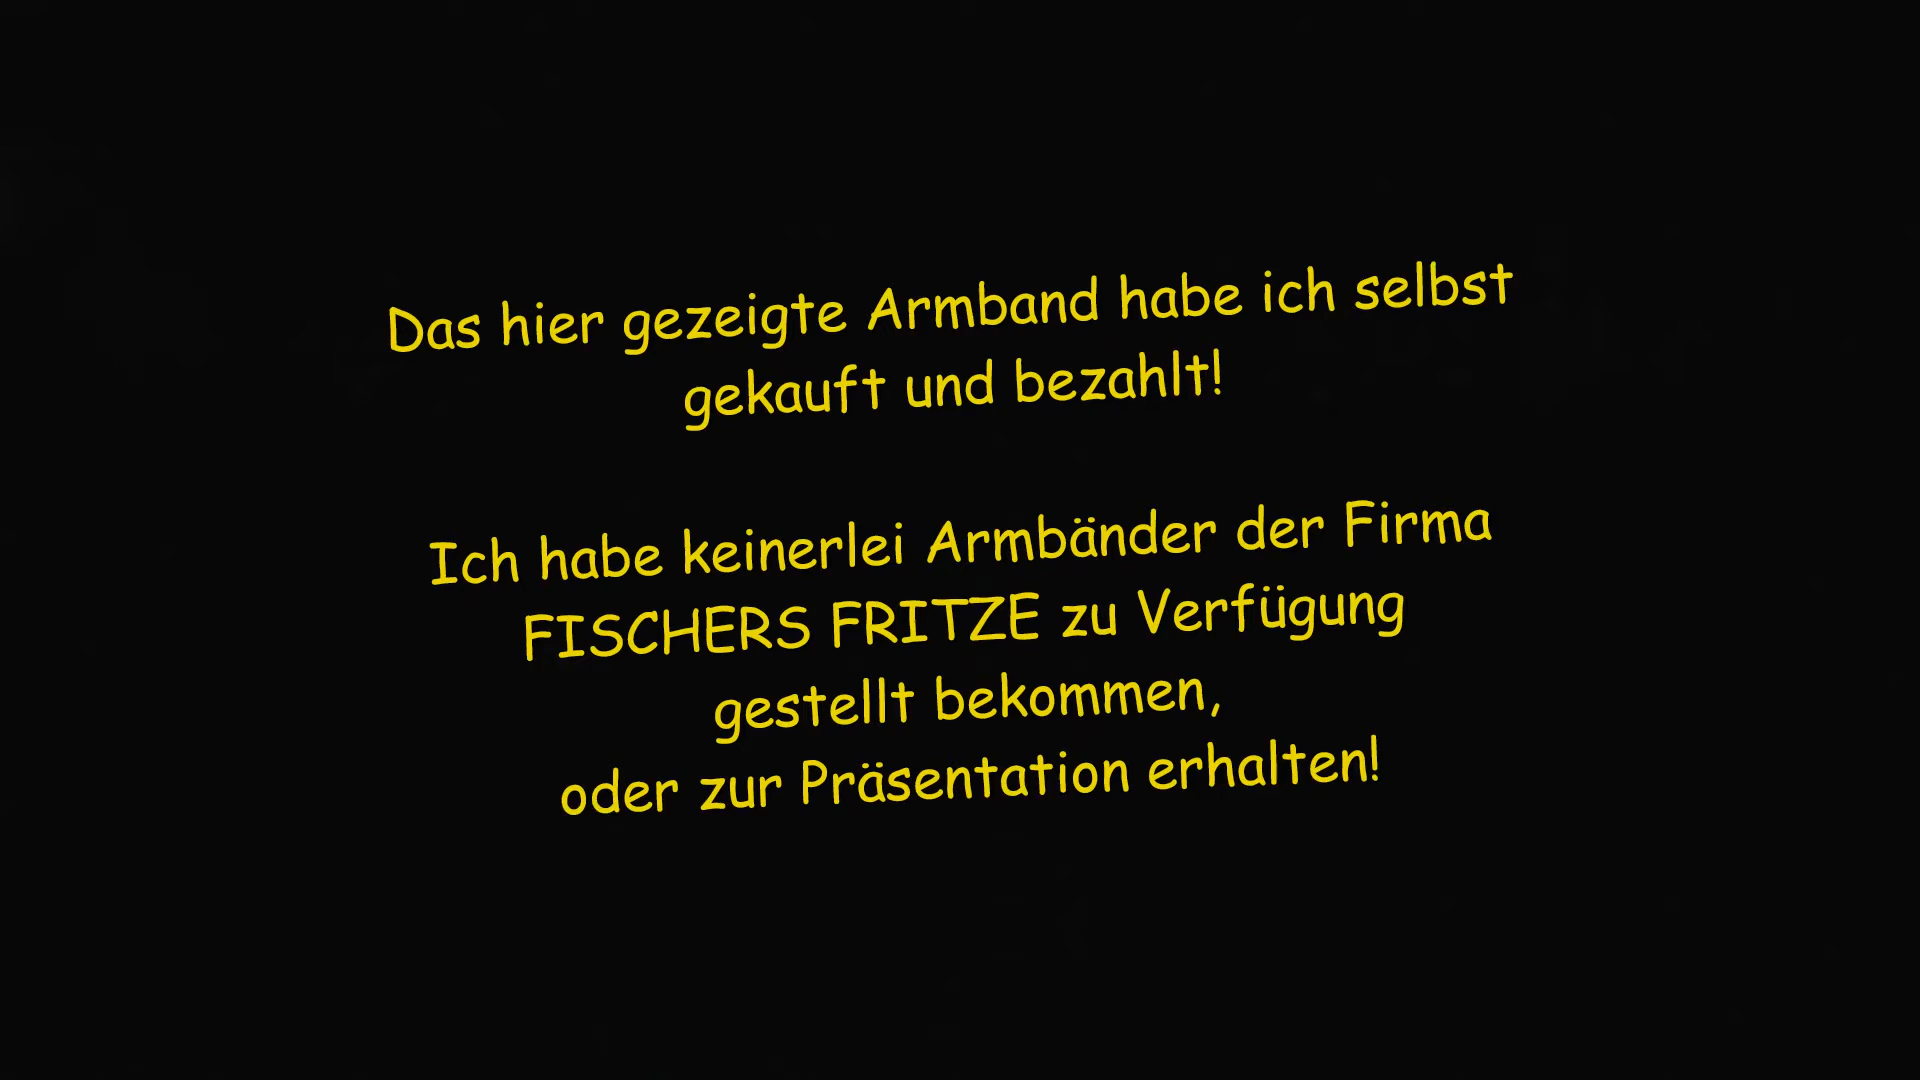 Das hier gezeigte Armband habe ich selbst
gekauft und bezahlt!
Ich habe keinerlei Armbänder der Firma
FISCHERS FRITZE zu Verfügung
gestellt bekommen,
oder zur Präsentation erhalten!